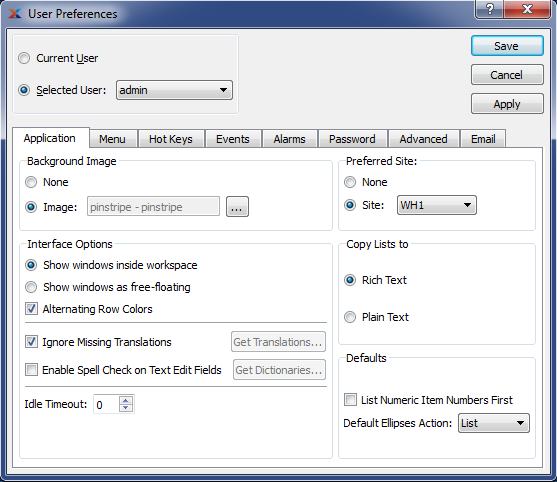 User Preferences
?
Current User
Selected User: admin
Save
Cancel
Apply
Application Menu Hot Keys Events Alarms Password Advanced Email
Background Image
None
Image: pinstripe - pinstripe ...
Preferred Site:
None
Site: WH1
Interface Options
Show windows inside workspace
Show windows as free-floating
Alternating Row Colors
Ignore Missing Translations Get Translations...
Enable Spell Check on Text Edit Fields Get Dictionaries...
Idle Timeout: 0
Copy Lists to
Rich Text
Plain Text
Defaults
List Numeric Item Numbers First
Default Ellipses Action: List